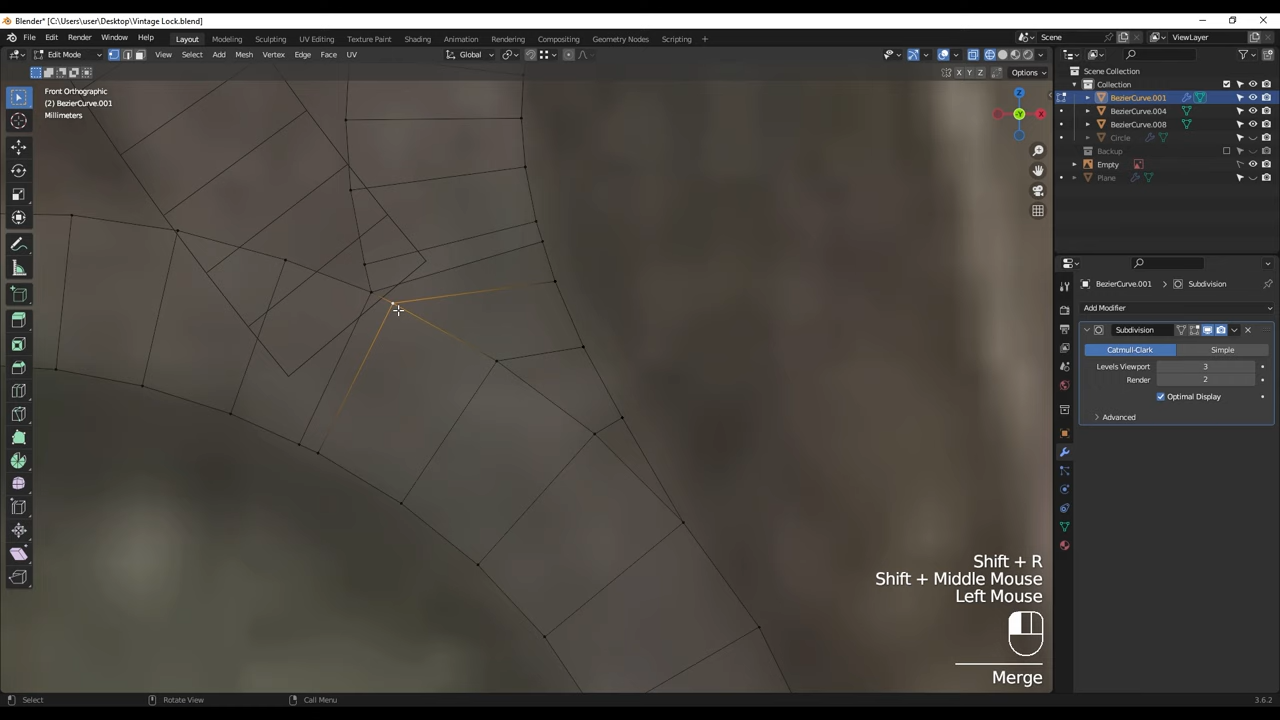 Blender* [C:\Users\user\Desktop\Vintage Lock.blend]
File Edit Render Window Help Layout Modeling Sculpting UV Editing Texture Paint Shading Animation Rendering Compositing Geometry Nodes Scripting + Scene ViewLayer
Edit Mode View Select Add Mesh Vertex Edge Face UV Global
X Y Z Options
Front Orthographic
(2) BezierCurve.001
Millimeters
Z
Y
X
Scene Collection
Collection
BezierCurve.001
BezierCurve.004
BezierCurve.008
Circle
Backup
Empty
Plane
BezierCurve.001 > Subdivision
Add Modifier
Subdivision
Catmull-Clark Simple
Levels Viewport 3
Render 2
Optimal Display
Advanced
Shift + R
Shift + Middle Mouse
Left Mouse
Merge
Select Rotate View Call Menu 3.6.2